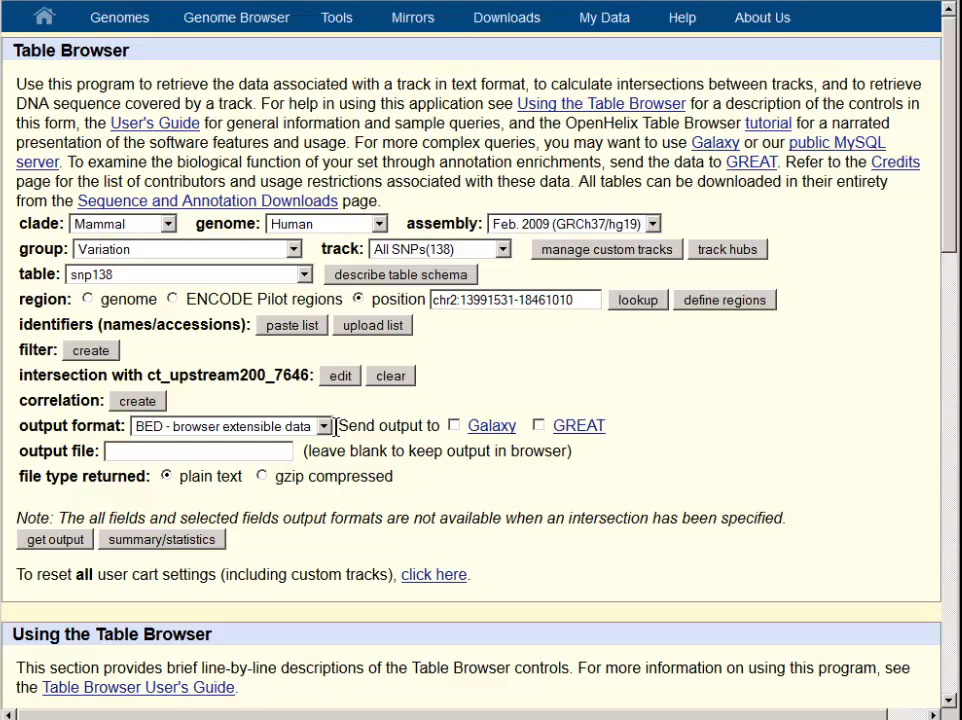 Genomes Genome Browser Tools Mirrors Downloads My Data Help About Us
Table Browser
Use this program to retrieve the data associated with a track in text format, to calculate intersections between tracks, and to retrieve
DNA sequence covered by a track. For help in using this application see Using the Table Browser for a description of the controls in
this form, the User's Guide for general information and sample queries, and the OpenHelix Table Browser tutorial for a narrated
presentation of the software features and usage. For more complex queries, you may want to use Galaxy or our public MySQL
server. To examine the biological function of your set through annotation enrichments, send the data to GREAT. Refer to the Credits
page for the list of contributors and usage restrictions associated with these data. All tables can be downloaded in their entirety
from the Sequence and Annotation Downloads page.
clade: Mammal genome: Human assembly: Feb. 2009 (GRCh37/hg19)
group: Variation track: All SNPs(138) manage custom tracks track hubs
table: snp138 describe table schema
region: genome ENCODE Pilot regions position chr2:13991531-18461010 lookup define regions
identifiers (names/accessions): paste list upload list
filter: create
intersection with ct_upstream200_7646: edit clear
correlation: create
output format: BED - browser extensible data Send output to Galaxy GREAT
output file: (leave blank to keep output in browser)
file type returned: plain text gzip compressed
Note: The all fields and selected fields output formats are not available when an intersection has been specified.
get output summary/statistics
To reset all user cart settings (including custom tracks), click here.
Using the Table Browser
This section provides brief line-by-line descriptions of the Table Browser controls. For more information on using this program, see
the Table Browser User's Guide.